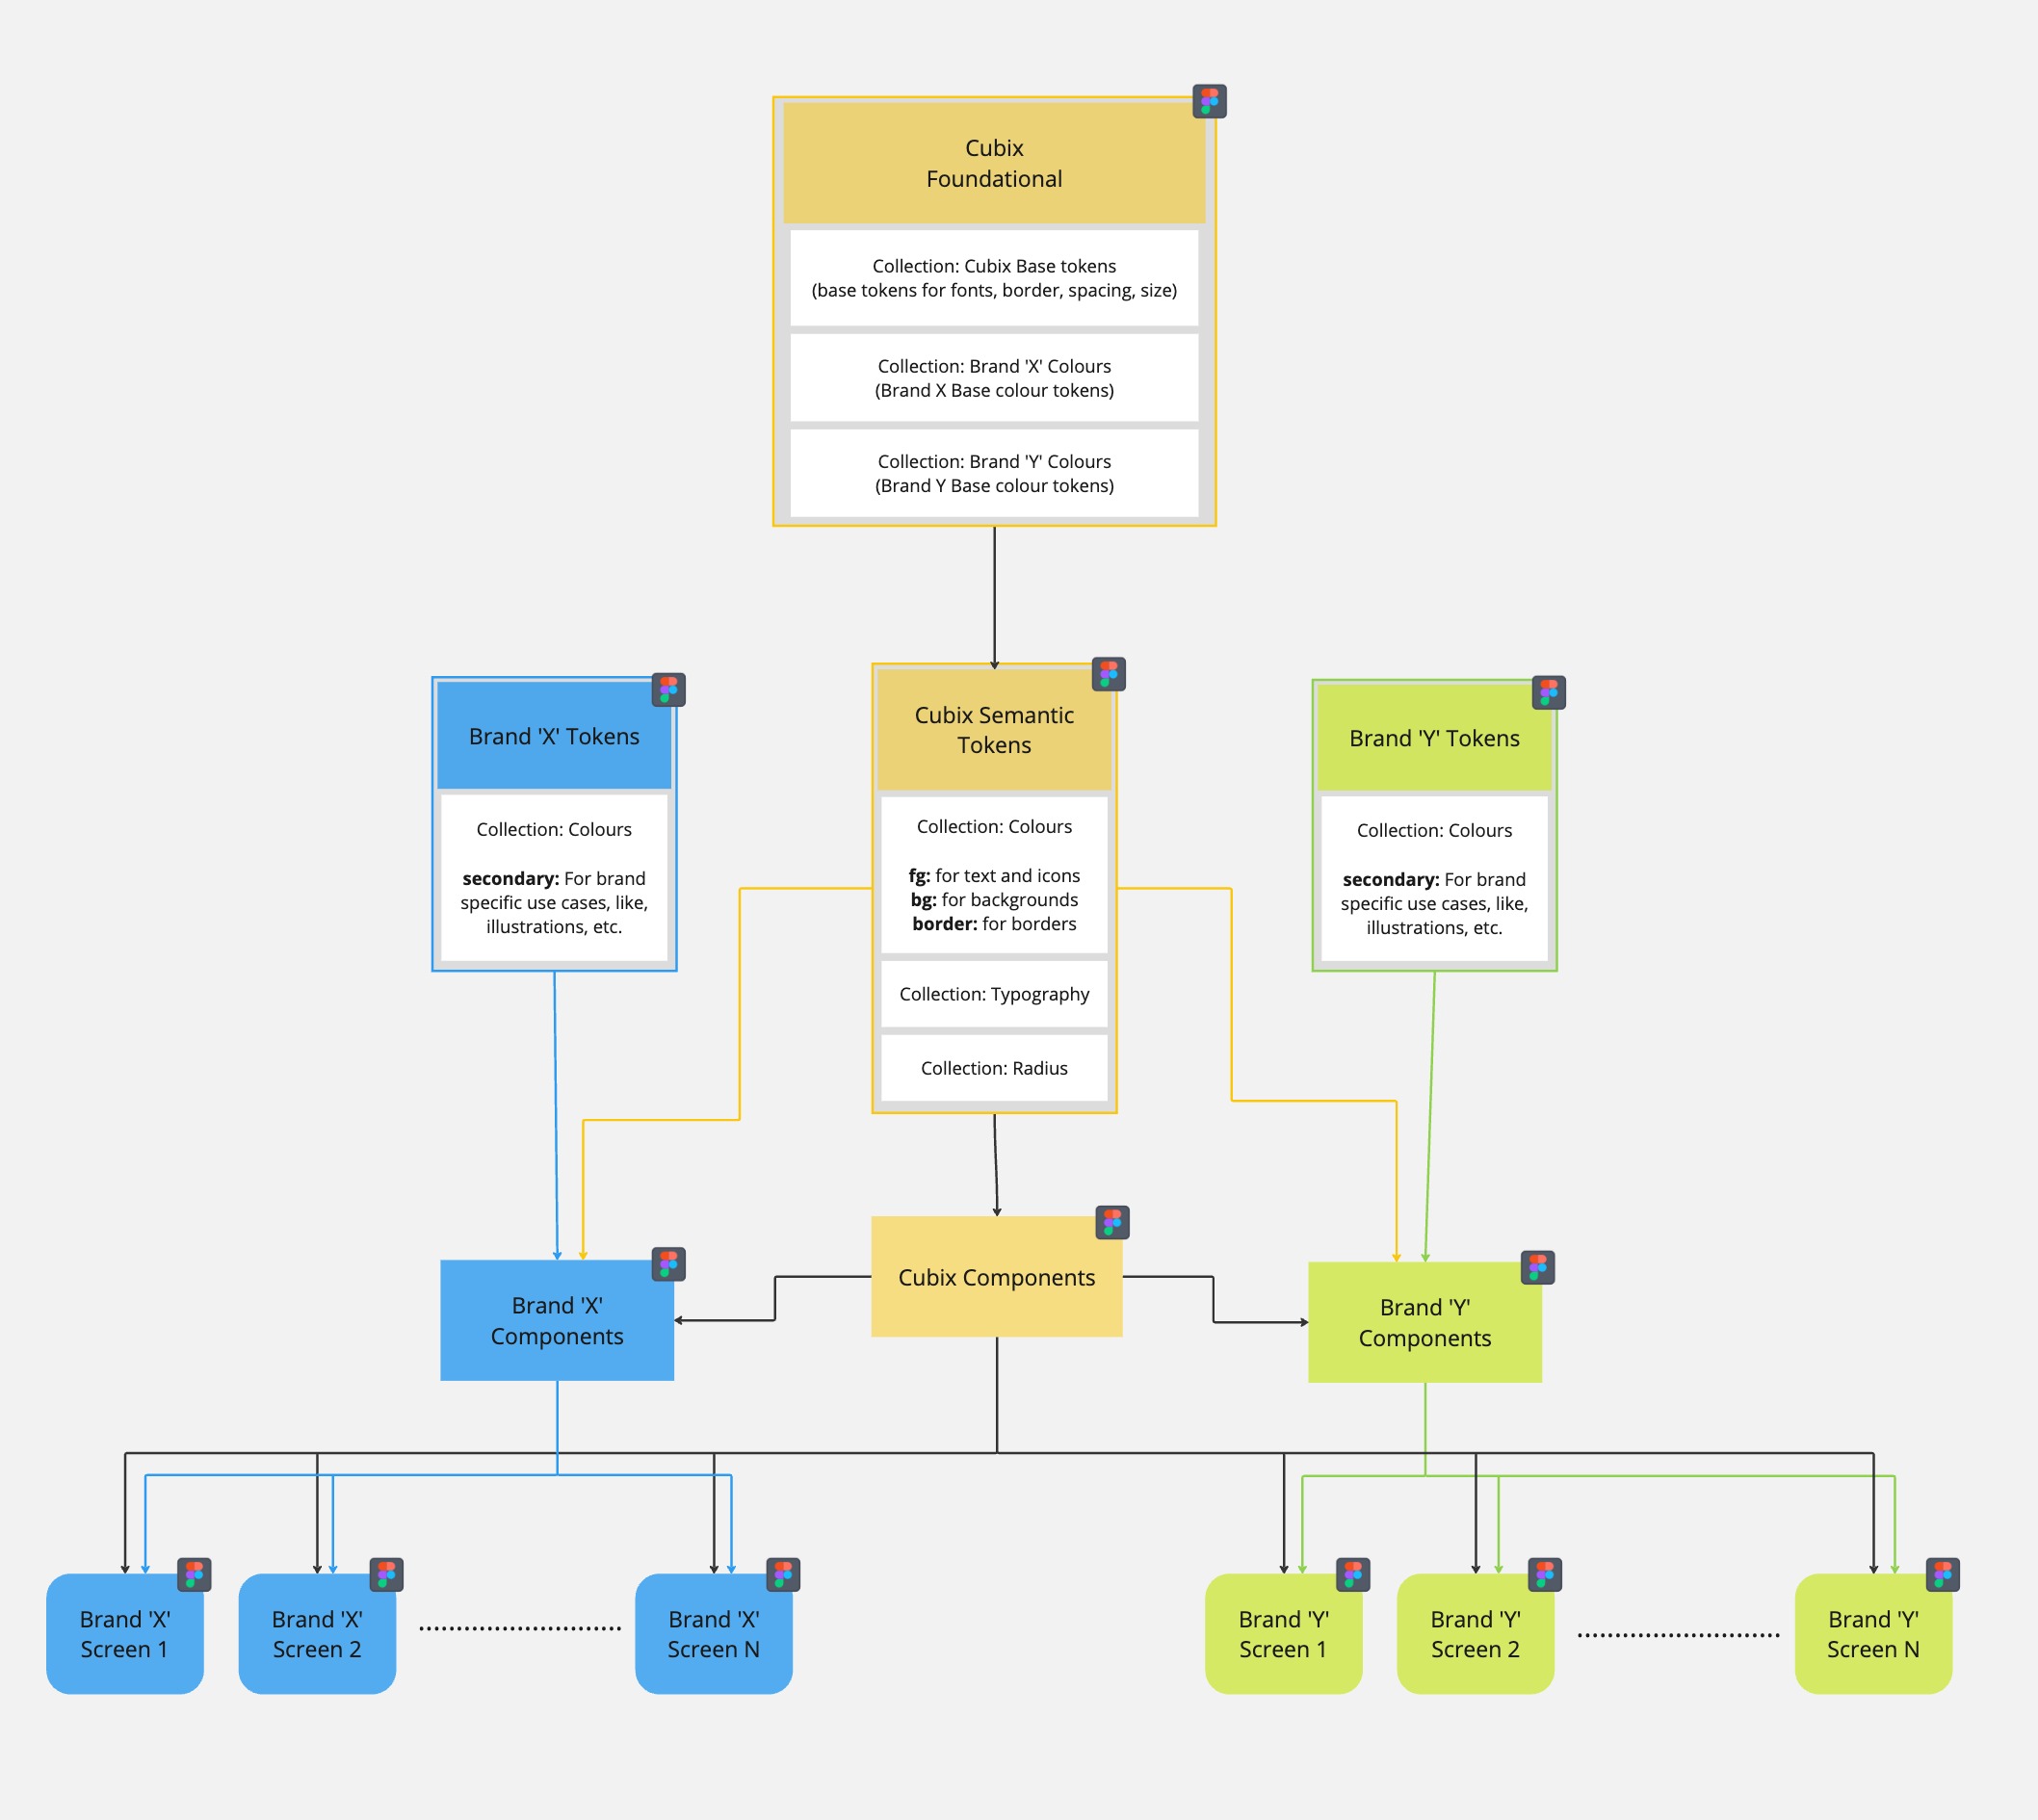 Cubix
Foundational
Collection: Cubix Base tokens
(base tokens for fonts, border, spacing, size)
Collection: Brand 'X' Colours
(Brand X Base colour tokens)
Collection: Brand 'Y' Colours
(Brand Y Base colour tokens)
Brand 'X' Tokens
Collection: Colours
secondary: For brand
specific use cases, like,
illustrations, etc.
Cubix Semantic
Tokens
Collection: Colours
fg: for text and icons
bg: for backgrounds
border: for borders
Collection: Typography
Collection: Radius
Brand 'Y' Tokens
Collection: Colours
secondary: For brand
specific use cases, like,
illustrations, etc.
Brand 'X'
Components
Cubix Components
Brand 'Y'
Components
Brand 'X'
Screen 1
Brand 'X'
Screen 2
Brand 'X'
Screen N
Brand 'Y'
Screen 1
Brand 'Y'
Screen 2
Brand 'Y'
Screen N